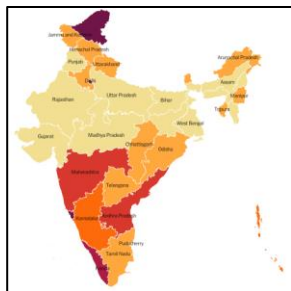 Jammu and Kashmir
Himachal Pradesh
Punjab
Uttarakhand
Arunachal Pradesh
Delhi
Rajasthan
Uttar Pradesh
Bihar
Assam
Manipur
Tripura
West Bengal
Gujarat
Madhya Pradesh
Chhattisgarh
Odisha
Maharashtra
Telangana
Karnataka
Andhra Pradesh
Puducherry
Tamil Nadu
Kerala